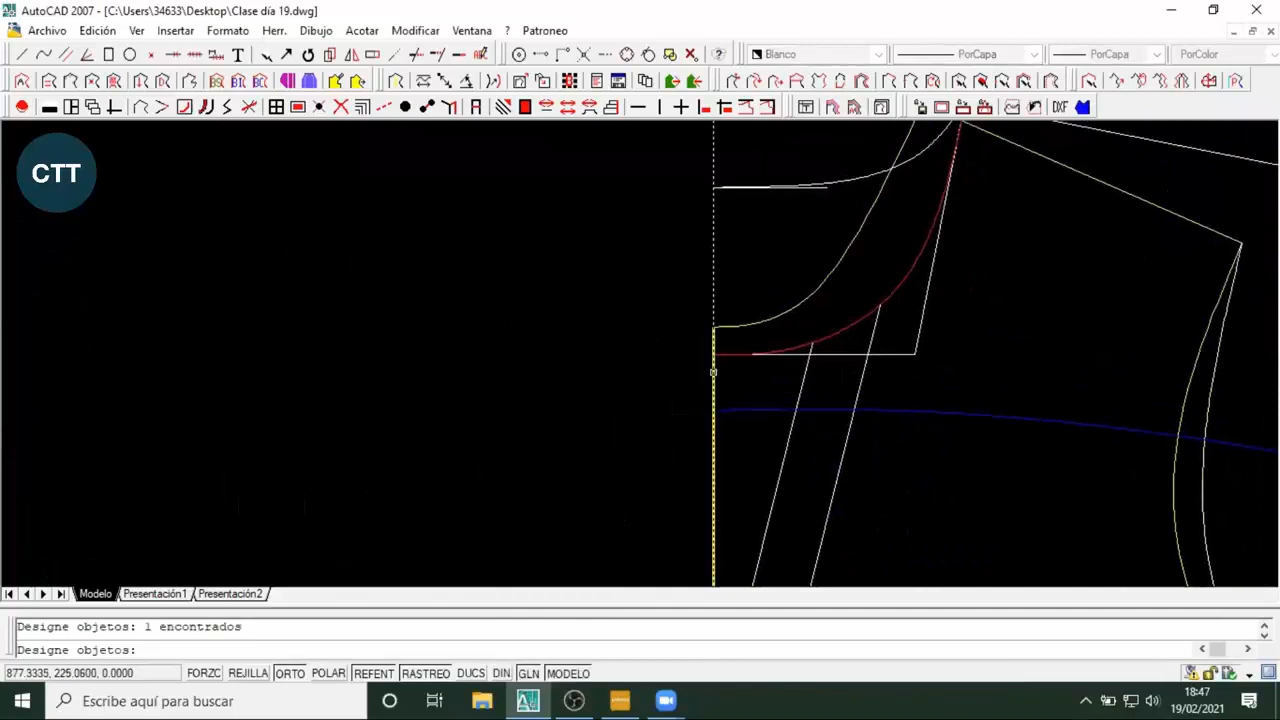 AutoCAD 2007 - [C:\Users\34633\Desktop\Clase día 19.dwg]
Archivo Edición Ver Insertar Formato Herr. Dibujo Acotar Modificar Ventana ? Patroneo
Blanco PorCapa PorCapa PorColor
DXF
CTT
Modelo Presentación1 Presentación2
Designe objetos: 1 encontrados
Designe objetos:
877.3335, 225.0600, 0.0000 FORZC REJILLA ORTO POLAR REFENT RASTREO DUCS DIN GLN MODELO
Escribe aquí para buscar
18:47
19/02/2021